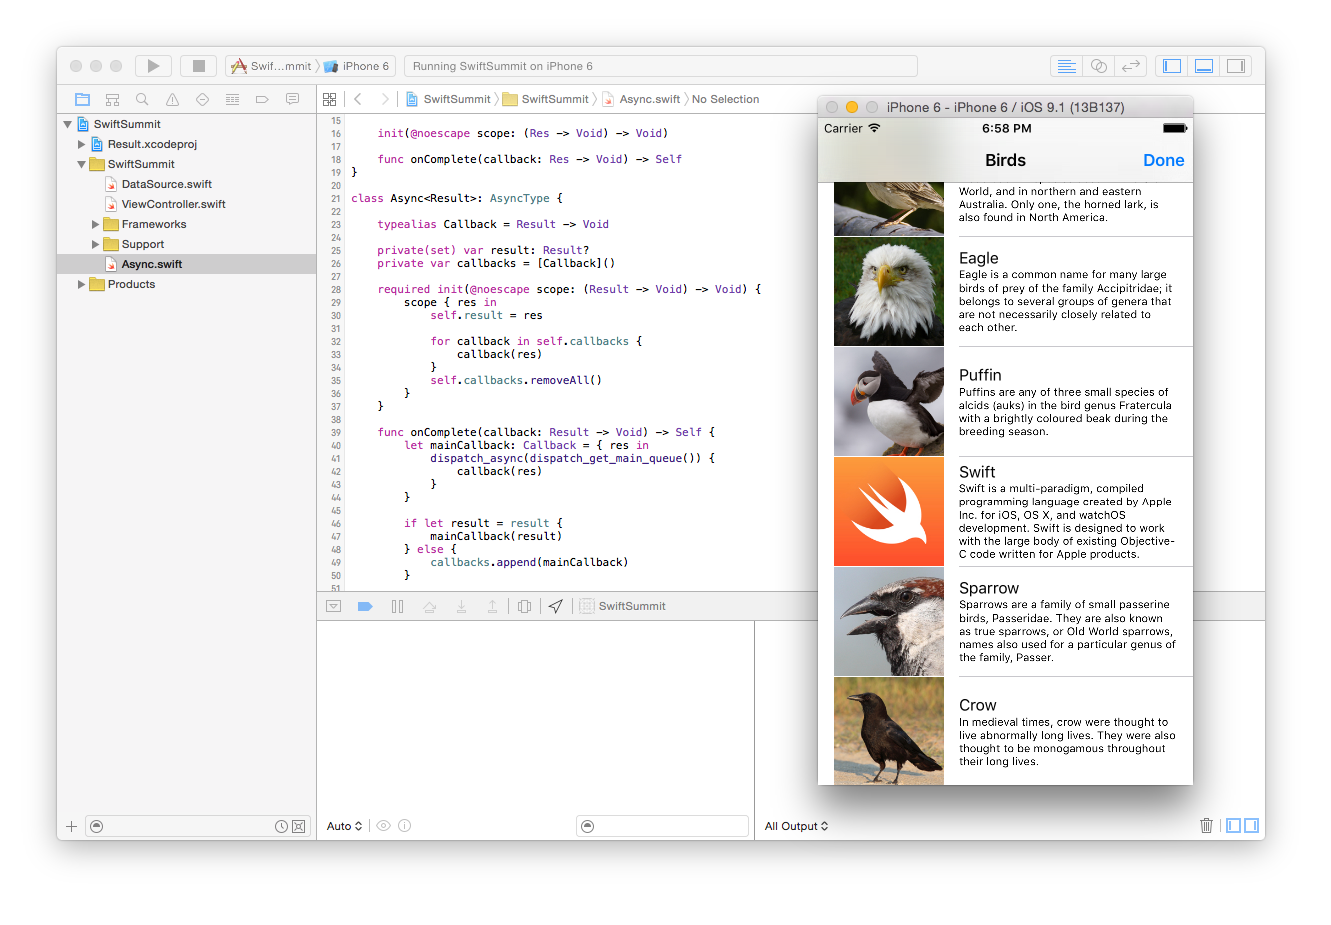 Swif...mmit
iPhone 6
Running SwiftSummit on iPhone 6
SwiftSummit
SwiftSummit
Async.swift
No Selection
SwiftSummit
Result.xcodeproj
SwiftSummit
DataSource.swift
ViewController.swift
Frameworks
Support
Async.swift
Products
15
16 init(@noescape scope: (Res -> Void) -> Void)
17
18 func onComplete(callback: Res -> Void) -> Self
19 }
20
21 class Async<Result>: AsyncType {
22
23 typealias Callback = Result -> Void
24
25 private(set) var result: Result?
26 private var callbacks = [Callback]()
27
28 required init(@noescape scope: (Result -> Void) -> Void) {
29 scope { res in
30 self.result = res
31
32 for callback in self.callbacks {
33 callback(res)
34 }
35 self.callbacks.removeAll()
36 }
37 }
38
39 func onComplete(callback: Result -> Void) -> Self {
40 let mainCallback: Callback = { res in
41 dispatch_async(dispatch_get_main_queue()) {
42 callback(res)
43 }
44 }
45
46 if let result = result {
47 mainCallback(result)
48 } else {
49 callbacks.append(mainCallback)
50 }
51
SwiftSummit
Auto
All Output
iPhone 6 - iPhone 6 / iOS 9.1 (13B137)
Carrier
6:58 PM
Birds
Done
World, and in northern and eastern
Australia. Only one, the horned lark, is
also found in North America.
Eagle
Eagle is a common name for many large
birds of prey of the family Accipitridae; it
belongs to several groups of genera that
are not necessarily closely related to
each other.
Puffin
Puffins are any of three small species of
alcids (auks) in the bird genus Fratercula
with a brightly coloured beak during the
breeding season.
Swift
Swift is a multi-paradigm, compiled
programming language created by Apple
Inc. for iOS, OS X, and watchOS
development. Swift is designed to work
with the large body of existing Objective-
C code written for Apple products.
Sparrow
Sparrows are a family of small passerine
birds, Passeridae. They are also known
as true sparrows, or Old World sparrows,
names also used for a particular genus of
the family, Passer.
Crow
In medieval times, crow were thought to
live abnormally long lives. They were also
thought to be monogamous throughout
their long lives.